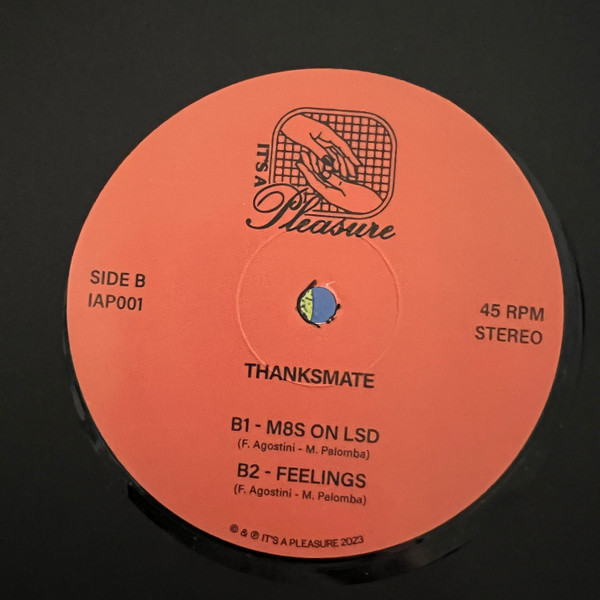 IT'S A
Pleasure
SIDE B
IAP001
45 RPM
STEREO
THANKSMATE
B1 - M8S ON LSD
(F. Agostini - M. Palomba)
B2 - FEELINGS
(F. Agostini - M. Palomba)
© & ℗ IT'S A PLEASURE 2023